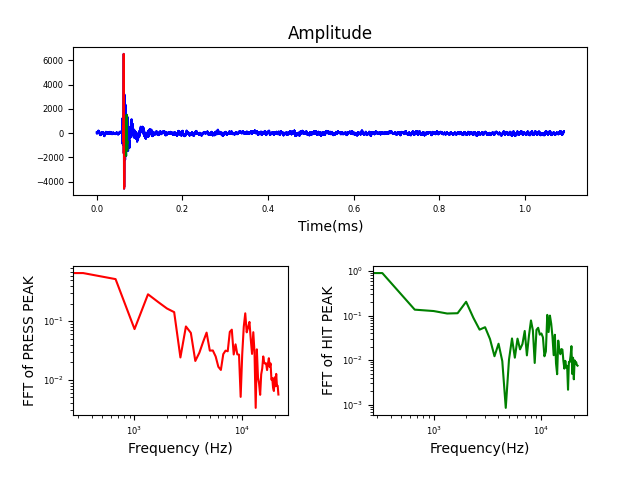 Amplitude
6000
4000
2000
0
−2000
−4000
0.0 0.2 0.4 0.6 0.8 1.0
Time(ms)
FFT of PRESS PEAK
10⁻¹
10⁻²
10³ 10⁴
Frequency (Hz)
FFT of HIT PEAK
10⁰
10⁻¹
10⁻²
10⁻³
10³ 10⁴
Frequency(Hz)